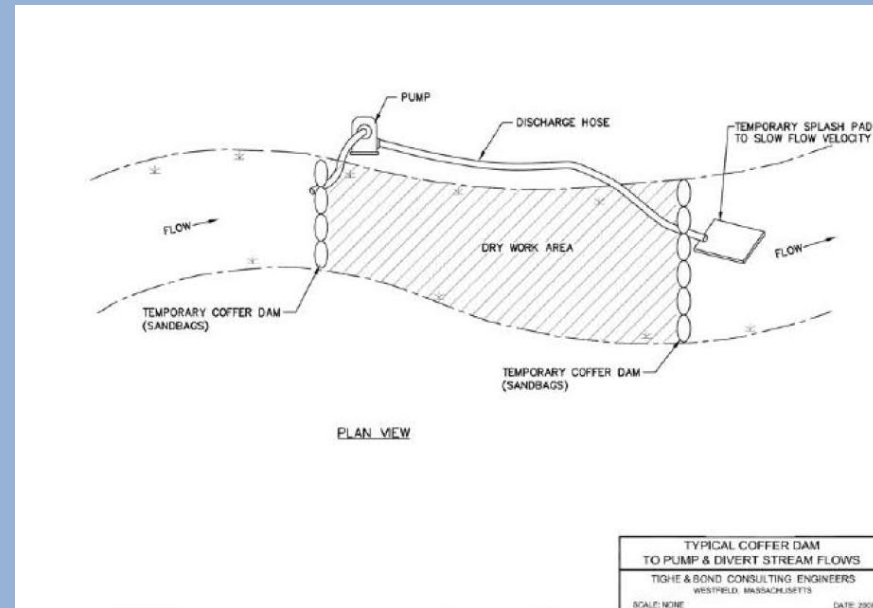 PUMP
DISCHARGE HOSE
TEMPORARY SPLASH PAD
TO SLOW FLOW VELOCITY
FLOW
DRY WORK AREA
FLOW
TEMPORARY COFFER DAM
(SANDBAGS)
TEMPORARY COFFER DAM
(SANDBAGS)
PLAN VIEW
TYPICAL COFFER DAM
TO PUMP & DIVERT STREAM FLOWS
TIGHE & BOND CONSULTING ENGINEERS
WESTFIELD, MASSACHUSETTS
SCALE: NONE
DATE: